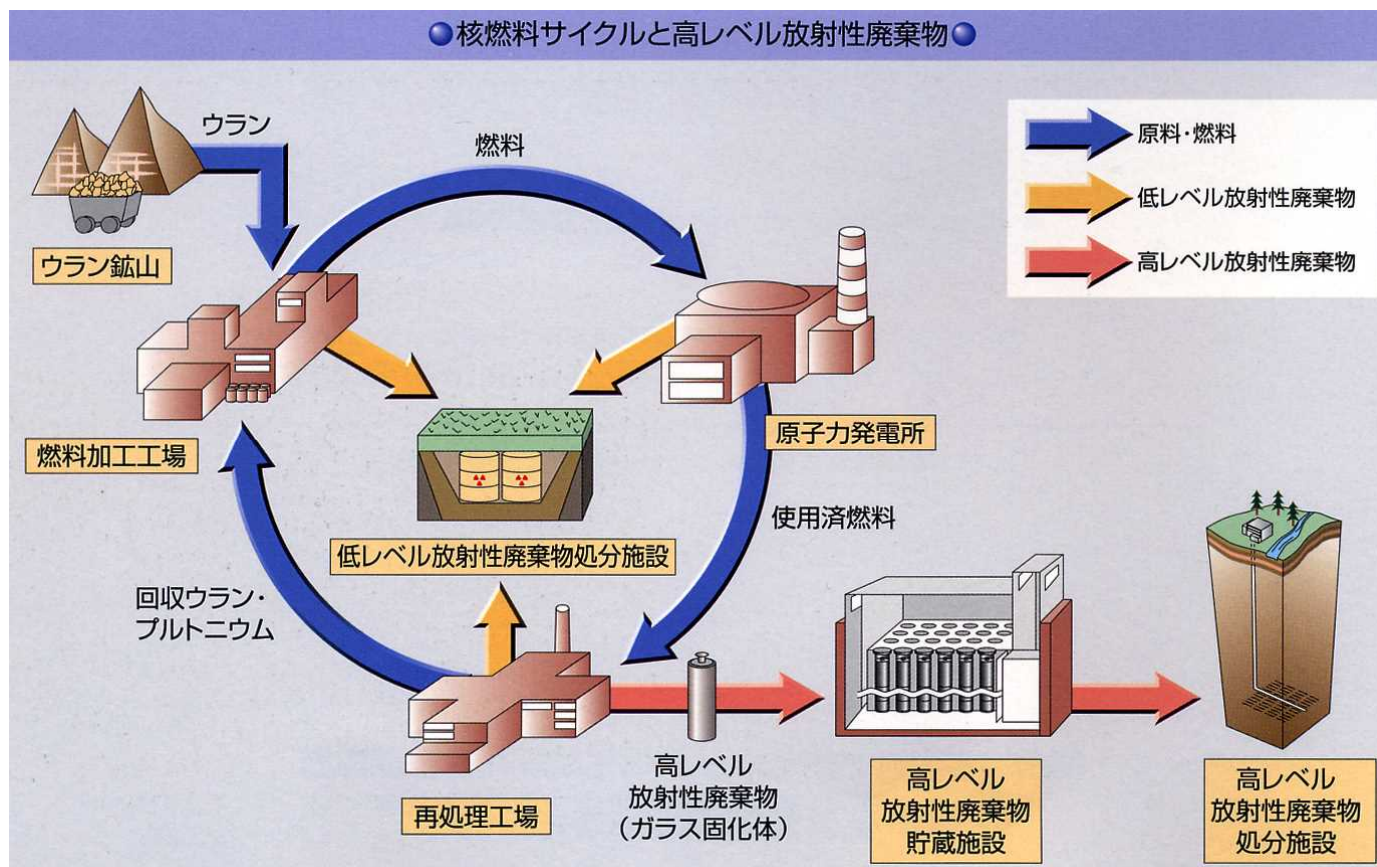 ●核燃料サイクルと高レベル放射性廃棄物●
ウラン
燃料
原料・燃料
低レベル放射性廃棄物
高レベル放射性廃棄物
ウラン鉱山
燃料加工工場
原子力発電所
使用済燃料
低レベル放射性廃棄物処分施設
回収ウラン・
プルトニウム
再処理工場
高レベル
放射性廃棄物
（ガラス固化体）
高レベル
放射性廃棄物
貯蔵施設
高レベル
放射性廃棄物
処分施設